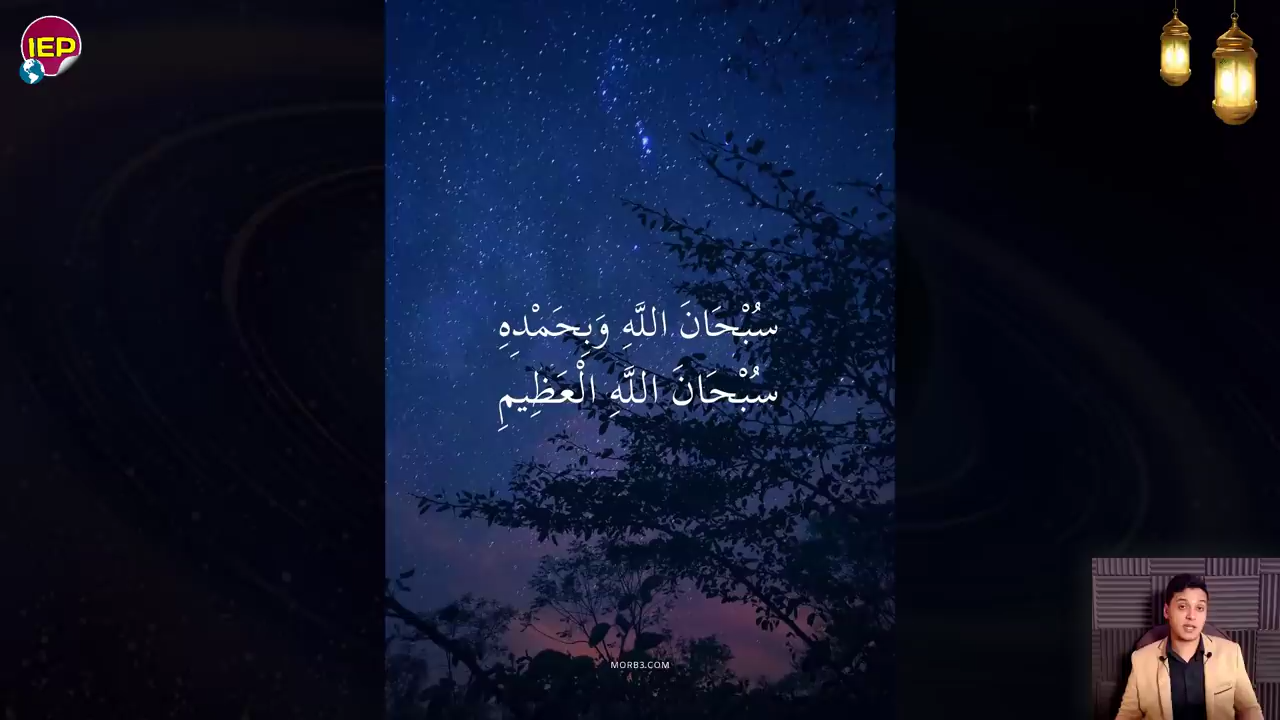 IEP
سُبْحَانَ اللَّهِ وَبِحَمْدِهِ
سُبْحَانَ اللَّهِ الْعَظِيمِ
MORB3.COM